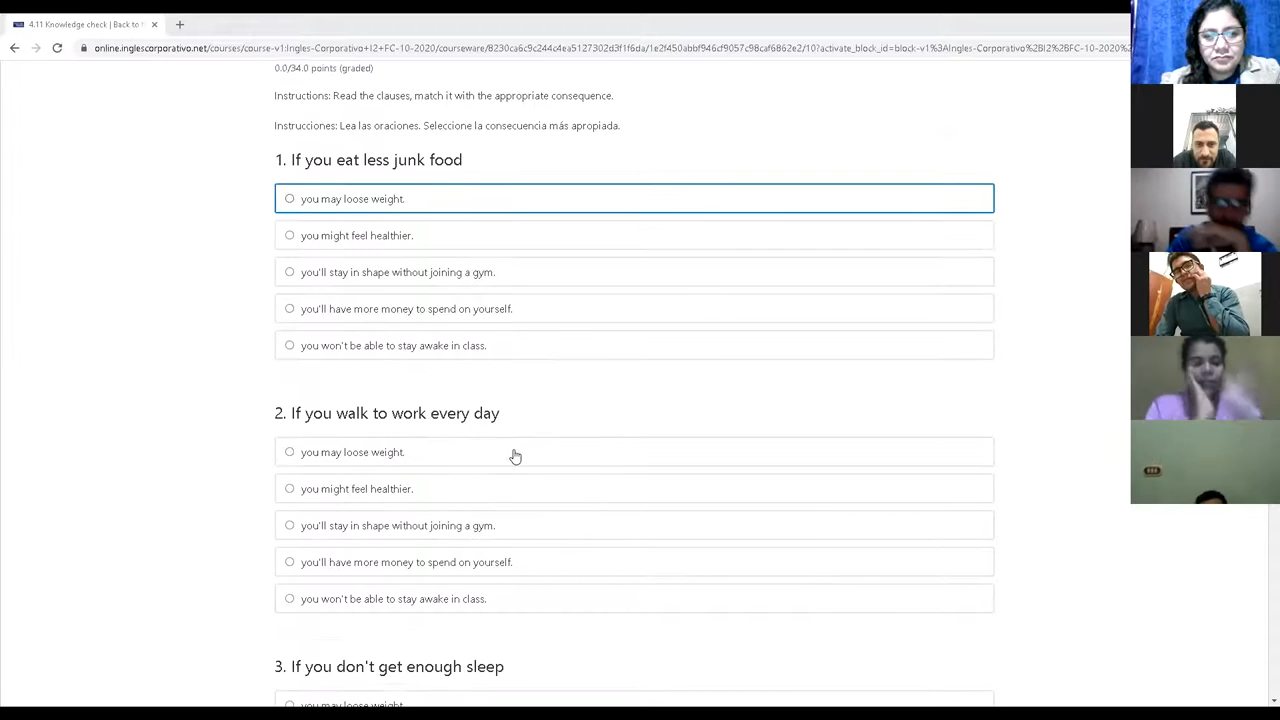 4.11 Knowledge check | Back to
online.inglescorporativo.net/courses/course-v1:Ingles-Corporativo+I2+FC-10-2020/courseware/
0.0/34.0 points (graded)
Instructions: Read the clauses, match it with the appropriate consequence.
Instrucciones: Lea las oraciones. Seleccione la consecuencia más apropiada.
1. If you eat less junk food
you may loose weight.
you might feel healthier.
you'll stay in shape without joining a gym.
you'll have more money to spend on yourself.
you won't be able to stay awake in class.
2. If you walk to work every day
you may loose weight.
you might feel healthier.
you'll stay in shape without joining a gym.
you'll have more money to spend on yourself.
you won't be able to stay awake in class.
3. If you don't get enough sleep
you may loose weight.